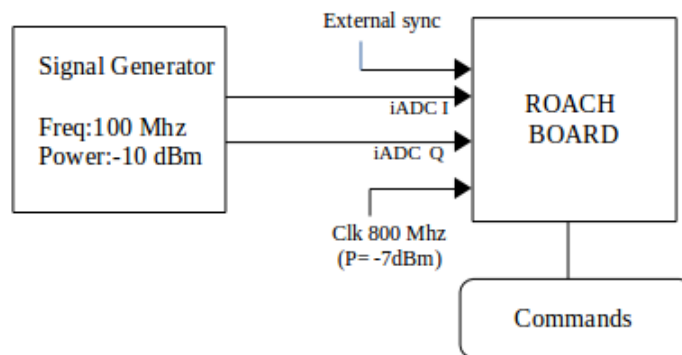 External sync
Signal Generator
Freq:100 Mhz
Power:-10 dBm
iADC I
iADC Q
ROACH
BOARD
Clk 800 Mhz
(P= -7dBm)
Commands